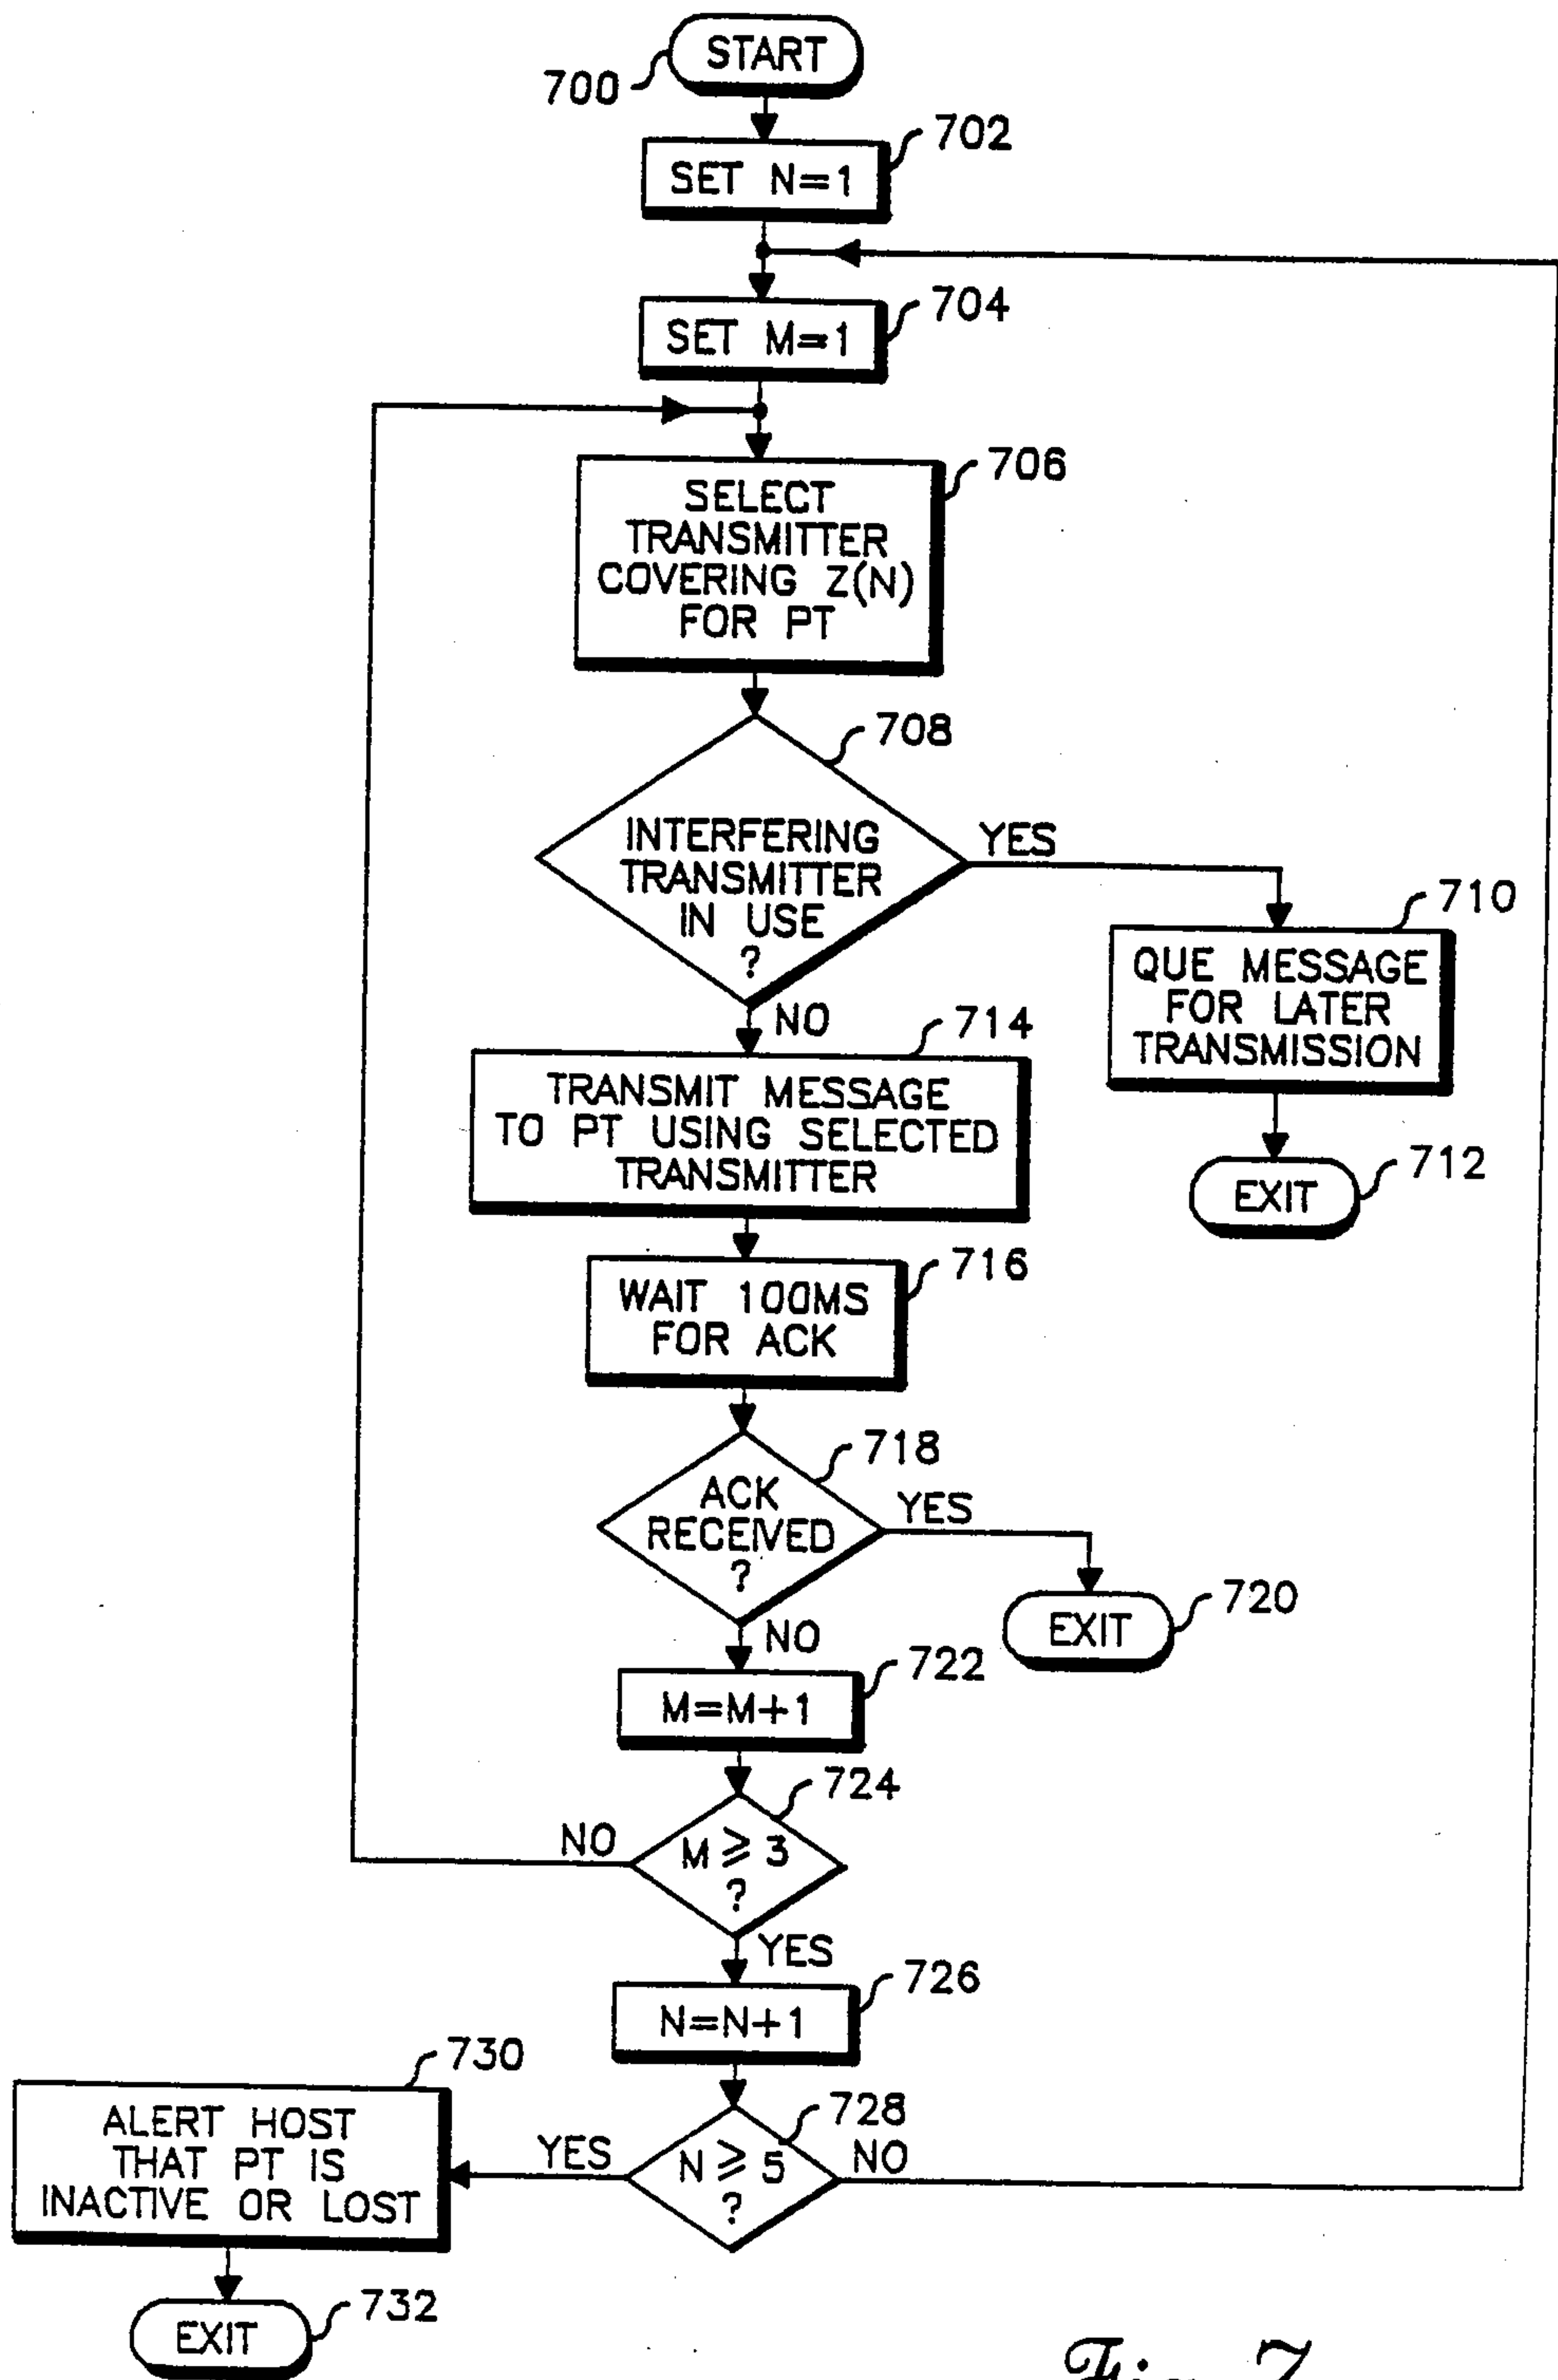 START
700
702
SET N=1
704
SET M=1
706
SELECT
TRANSMITTER
COVERING Z(N)
FOR PT
708
INTERFERING
TRANSMITTER
IN USE
?
YES
710
QUE MESSAGE
FOR LATER
TRANSMISSION
NO
714
TRANSMIT MESSAGE
TO PT USING SELECTED
TRANSMITTER
712
EXIT
716
WAIT 100MS
FOR ACK
718
ACK
RECEIVED
?
YES
720
EXIT
NO
722
M=M+1
724
M ⩾ 3
?
NO
YES
726
N=N+1
730
ALERT HOST
THAT PT IS
INACTIVE OR LOST
728
N ⩾ 5
?
YES
NO
732
EXIT
Fig. 7